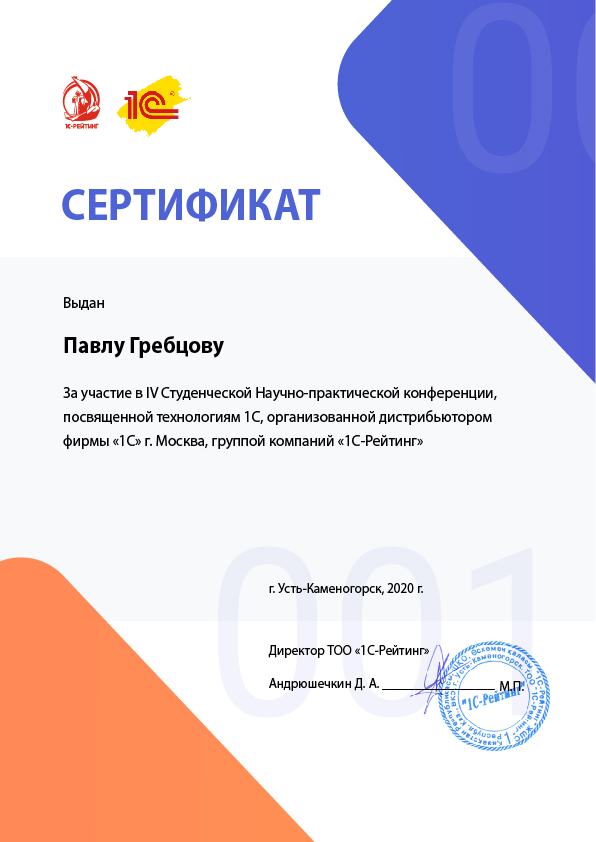 1С-РЕЙТИНГ
1С
СЕРТИФИКАТ
Выдан
Павлу Гребцову
За участие в IV Студенческой Научно-практической конференции,
посвященной технологиям 1С, организованной дистрибьютором
фирмы «1С» г. Москва, группой компаний «1С-Рейтинг»
001
г. Усть-Каменогорск, 2020 г.
Директор ТОО «1С-Рейтинг»
Андрюшечкин Д. А. М.П.
"1С-Рейтинг"